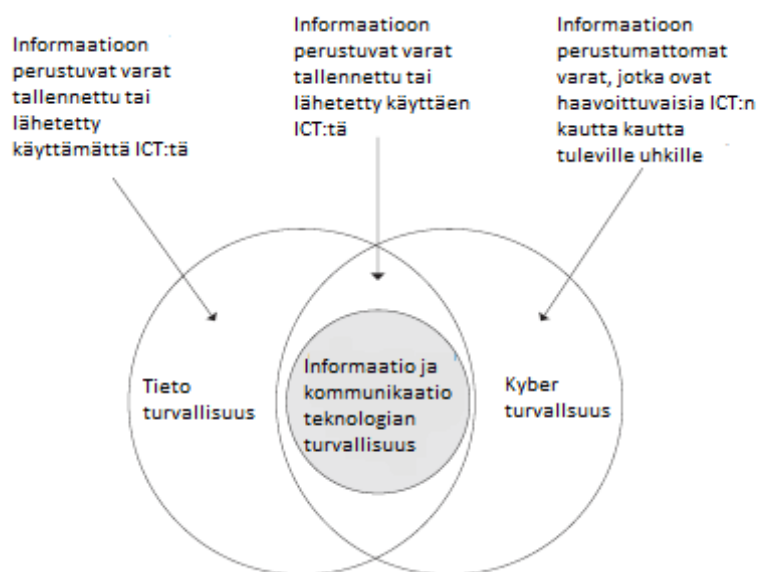 Informaatioon
perustuvat varat
tallennettu tai
lähetetty
käyttämättä ICT:tä
Informaatioon
perustuvat varat
tallennettu tai
lähetetty käyttäen
ICT:tä
Informaatioon
perustumattomat
varat, jotka ovat
haavoittuvaisia ICT:n
kautta kautta
tuleville uhkille
Tieto
turvallisuus
Informaatio ja
kommunikaatio
teknologian
turvallisuus
Kyber
turvallsuus